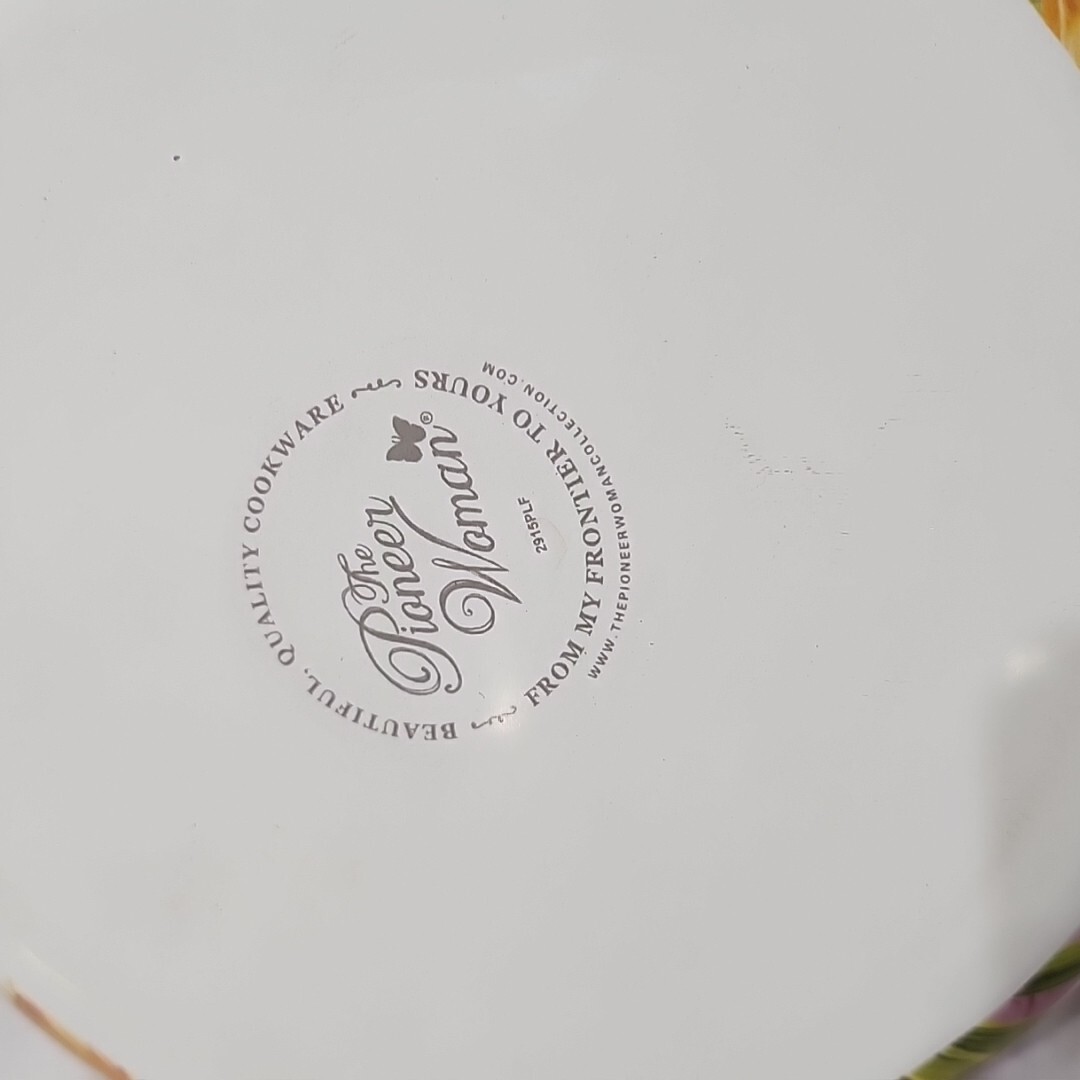 BEAUTIFUL, QUALITY COOKWARE
The
Pioneer
Woman®
2915PLF
FROM MY FRONTIER TO YOURS
WWW.THEPIONEERWOMANCOLLECTION.COM